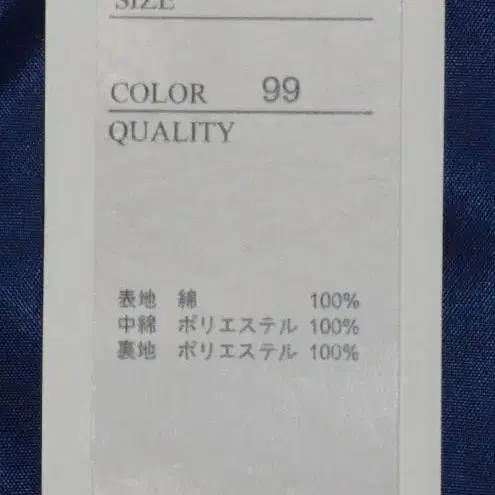 SIZE
COLOR 99
QUALITY
表地 綿 100%
中綿 ポリエステル 100%
裏地 ポリエステル 100%